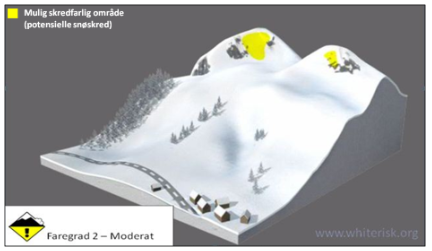 Mulig skredfarlig område
(potensielle snøskred)
Faregrad 2 – Moderat
www.whiterisk.org